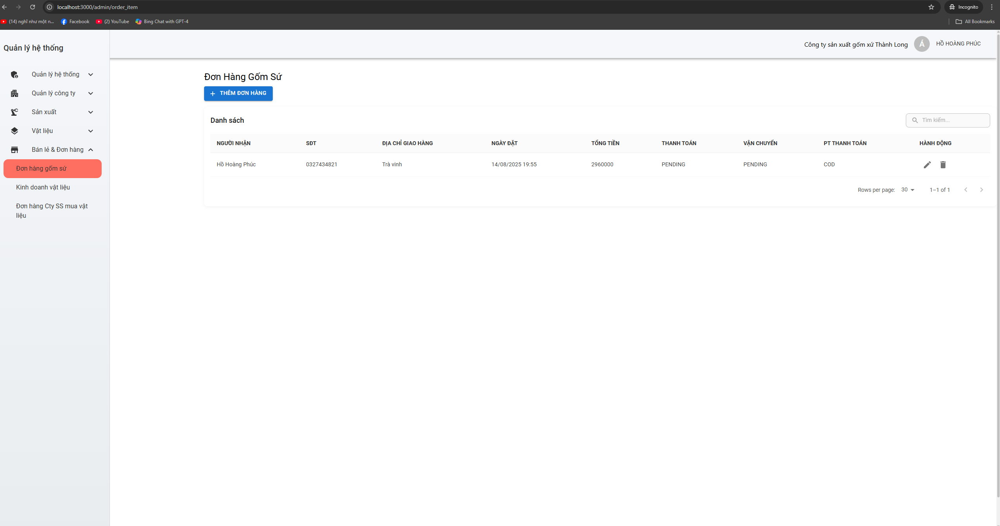 localhost:3000/admin/order_item
Incognito
(14) nghĩ như một n...
Facebook
(2) YouTube
Bing Chat with GPT-4
All Bookmarks
Quản lý hệ thống
Công ty sản xuất gốm xứ Thành Long
Á
HỒ HOÀNG PHÚC
Quản lý hệ thống
Quản lý công ty
Sản xuất
Vật liệu
Bán lẻ & Đơn hàng
Đơn hàng gốm sứ
Kinh doanh vật liệu
Đơn hàng Cty SS mua vật
liệu
Đơn Hàng Gốm Sứ
THÊM ĐƠN HÀNG
Danh sách
Tìm kiếm...
NGƯỜI NHẬN SĐT ĐỊA CHỈ GIAO HÀNG NGÀY ĐẶT TỔNG TIỀN THANH TOÁN VẬN CHUYỂN PT THANH TOÁN HÀNH ĐỘNG
Hồ Hoàng Phúc 0327434821 Trà vinh 14/08/2025 19:55 2960000 PENDING PENDING COD
Rows per page: 30 1–1 of 1